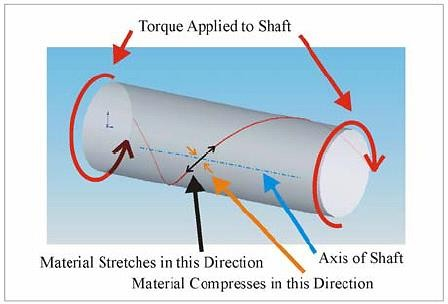 Torque Applied to Shaft
Material Stretches in this Direction
Axis of Shaft
Material Compresses in this Direction